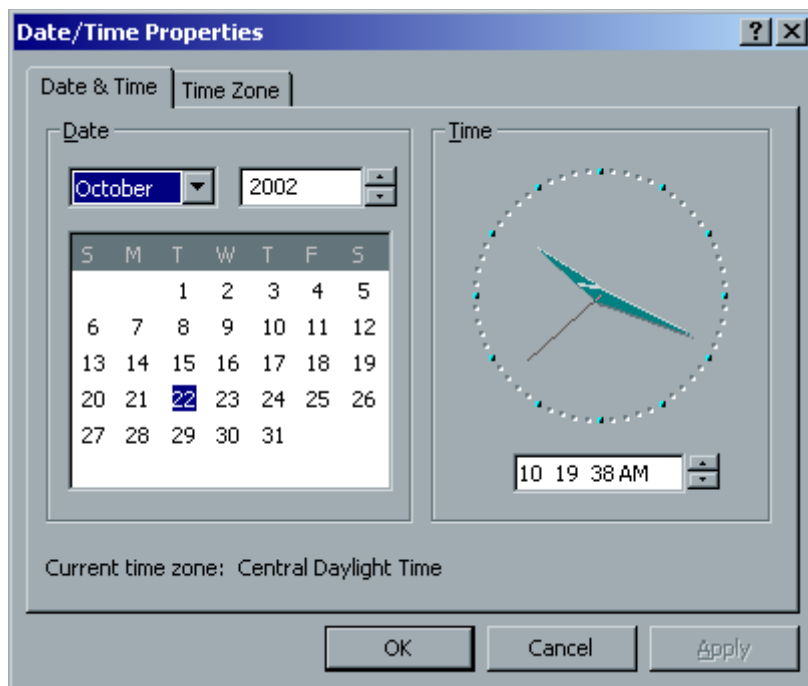 Date/Time Properties
Date & Time
Time Zone
Date
October
2002
S M T W T F S
1 2 3 4 5
6 7 8 9 10 11 12
13 14 15 16 17 18 19
20 21 22 23 24 25 26
27 28 29 30 31
Time
10 19 38 AM
Current time zone: Central Daylight Time
OK
Cancel
Apply